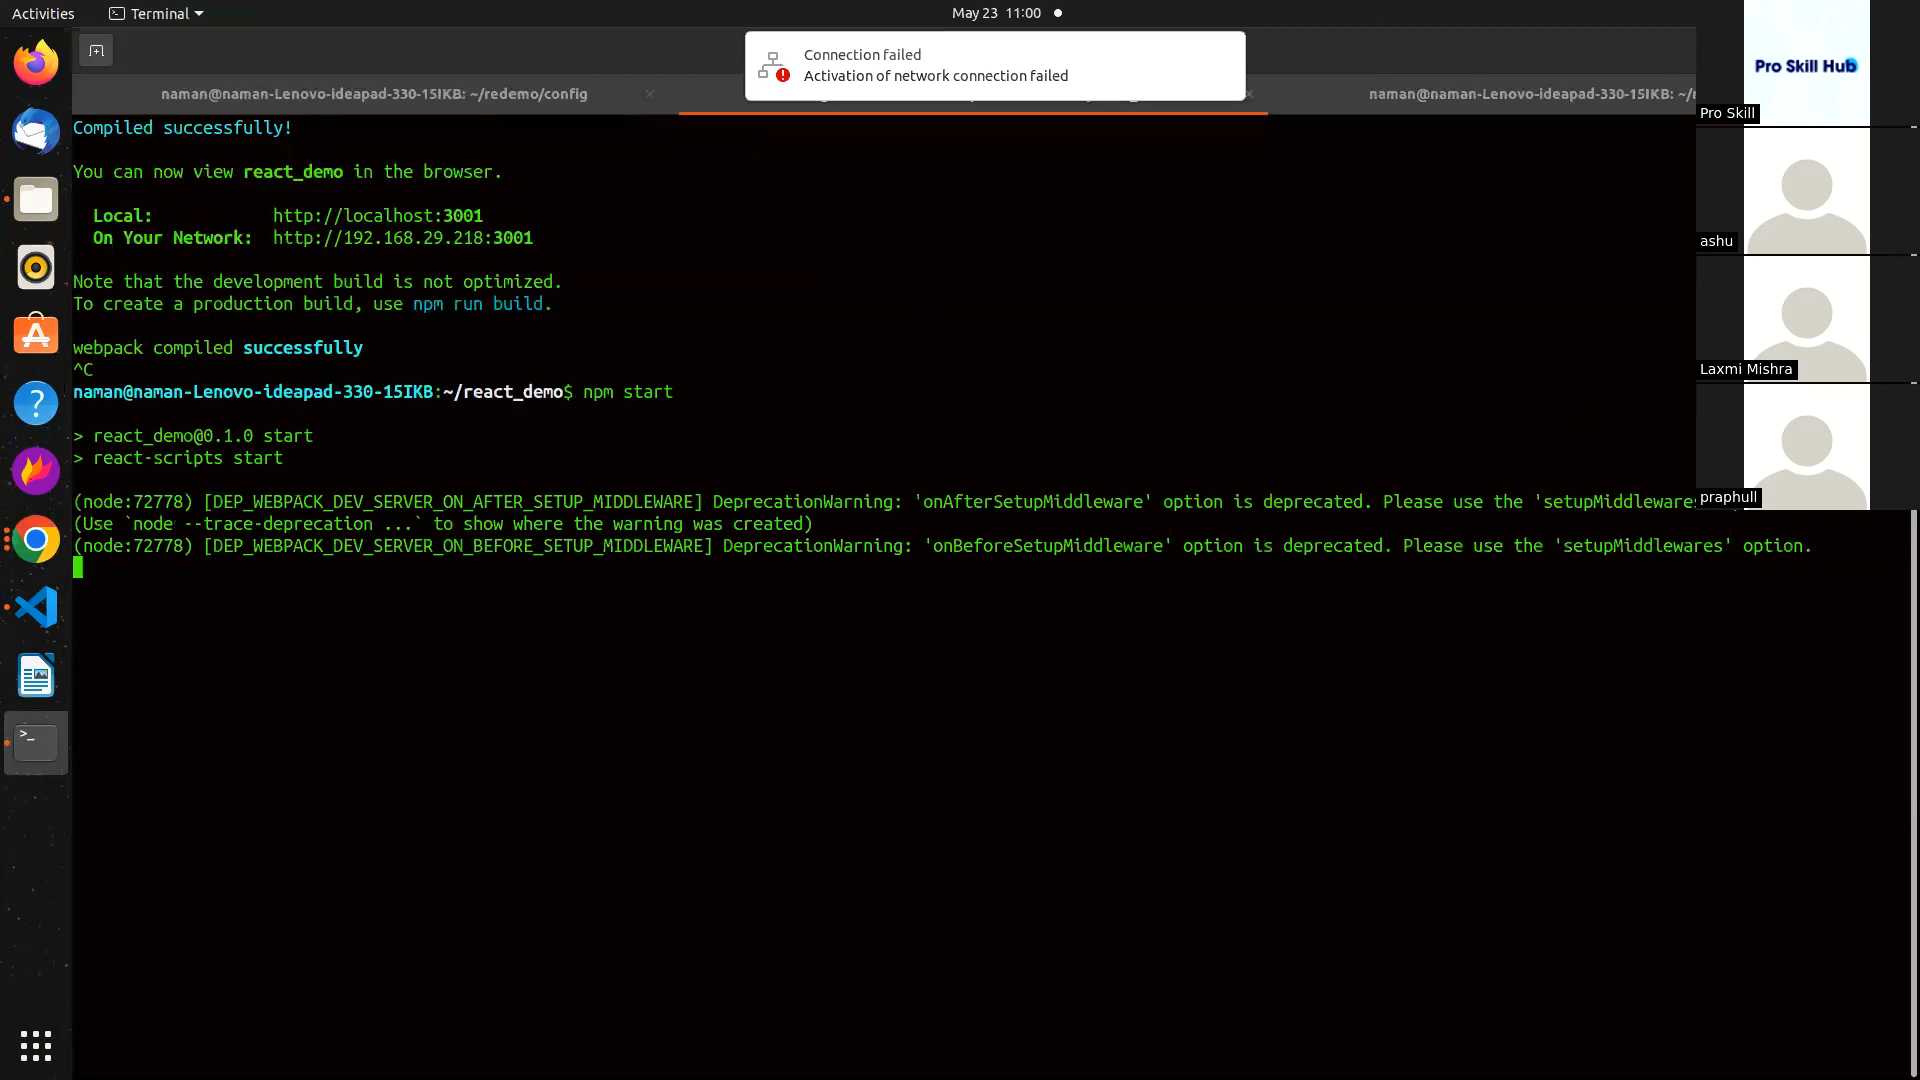 Activities
Terminal
May 23 11:00
Connection failed
Activation of network connection failed
naman@naman-Lenovo-ideapad-330-15IKB: ~/redemo/config
naman@naman-Lenovo-ideapad-330-15IKB: ~/r
Pro Skill Hub
Pro Skill
ashu
Laxmi Mishra
praphull
Compiled successfully!
You can now view react_demo in the browser.
Local: http://localhost:3001
On Your Network: http://192.168.29.218:3001
Note that the development build is not optimized.
To create a production build, use npm run build.
webpack compiled successfully
^C
naman@naman-Lenovo-ideapad-330-15IKB:~/react_demo$ npm start
> react_demo@0.1.0 start
> react-scripts start
(node:72778) [DEP_WEBPACK_DEV_SERVER_ON_AFTER_SETUP_MIDDLEWARE] DeprecationWarning: 'onAfterSetupMiddleware' option is deprecated. Please use the 'setupMiddlewares
(Use `node --trace-deprecation ...` to show where the warning was created)
(node:72778) [DEP_WEBPACK_DEV_SERVER_ON_BEFORE_SETUP_MIDDLEWARE] DeprecationWarning: 'onBeforeSetupMiddleware' option is deprecated. Please use the 'setupMiddlewares' option.